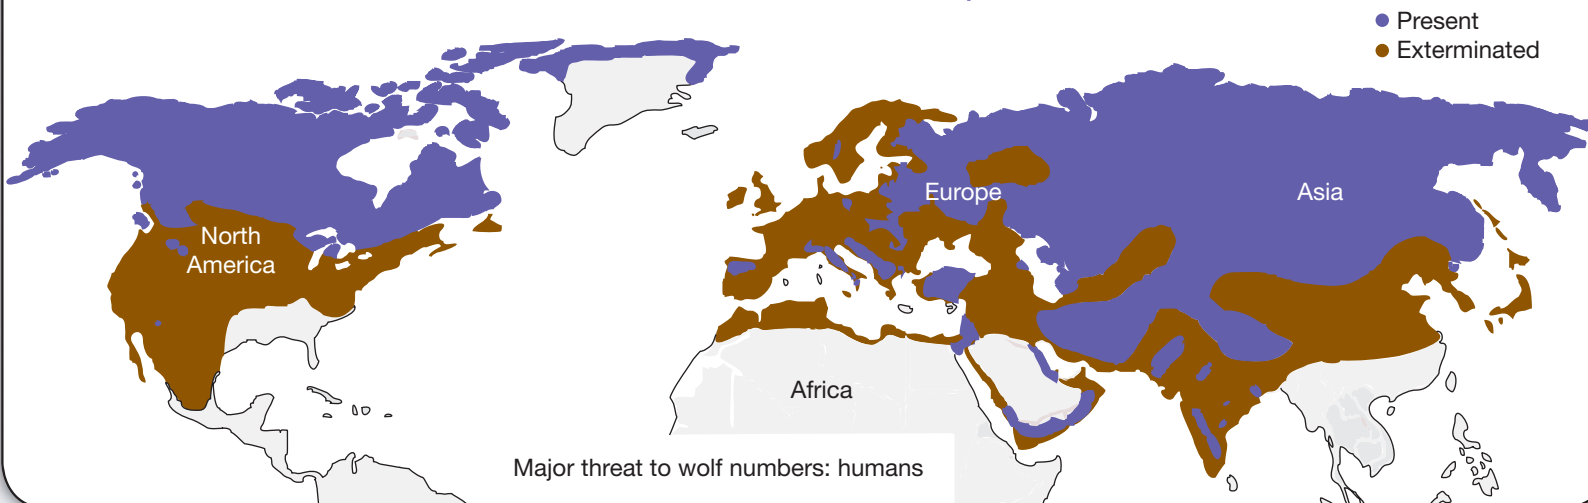 Present
Exterminated
North
America
Europe
Asia
Africa
Major threat to wolf numbers: humans